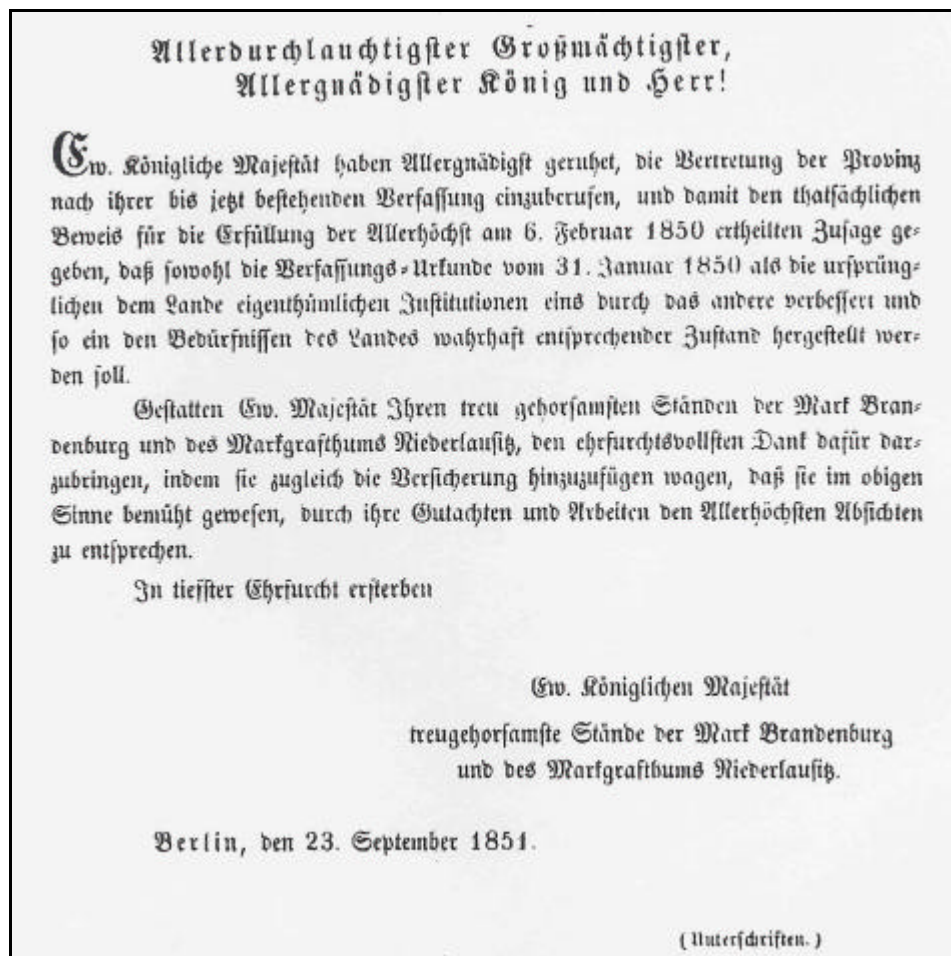 Allerdurchlauchtigster Großmächtigster,
Allergnädigster König und Herr!
Ew. Königliche Majestät haben Allergnädigst geruhet, die Vertretung der Provinz
nach ihrer bis jetzt bestehenden Verfassung einzuberufen, und damit den thatsächlichen
Beweis für die Erfüllung der Allerhöchst am 6. Februar 1850 ertheilten Zusage ge-
geben, daß sowohl die Verfassungs-Urkunde vom 31. Januar 1850 als die ursprüng-
lichen dem Lande eigenthümlichen Institutionen eins durch das andere verbessert und
so ein den Bedürfnissen des Landes wahrhaft entsprechender Zustand hergestellt wer-
den soll.
Gestatten Ew. Majestät Ihren treu gehorsamsten Ständen der Mark Bran-
denburg und des Markgrafthums Niederlausitz, den ehrfurchtsvollsten Dank dafür dar-
zubringen, indem sie zugleich die Versicherung hinzuzufügen wagen, daß sie im obigen
Sinne bemüht gewesen, durch ihre Gutachten und Arbeiten den Allerhöchsten Absichten
zu entsprechen.
In tiefster Ehrfurcht ersterben
Ew. Königlichen Majestät
treugehorsamste Stände der Mark Brandenburg
und des Markgrafthums Niederlausitz.
Berlin, den 23. September 1851.
(Unterschriften.)